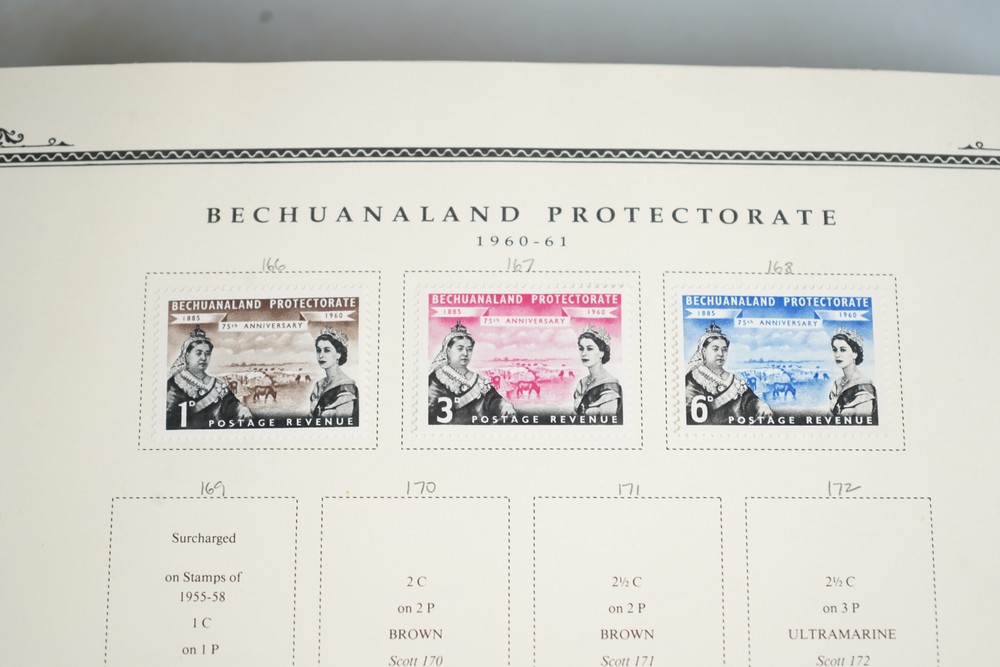 BECHUANALAND PROTECTORATE
1960-61
166 167 168
BECHUANALAND PROTECTORATE
1885 1960
75TH ANNIVERSARY
1D
POSTAGE REVENUE
BECHUANALAND PROTECTORATE
1885 1960
75TH ANNIVERSARY
3D
POSTAGE REVENUE
BECHUANALAND PROTECTORATE
1885 1960
75TH ANNIVERSARY
6D
POSTAGE REVENUE
169 170 171 172
Surcharged
on Stamps of
1955-58
1 C
on 1 P
2 C
on 2 P
BROWN
Scott 170
2½ C
on 2 P
BROWN
Scott 171
2½ C
on 3 P
ULTRAMARINE
Scott 172